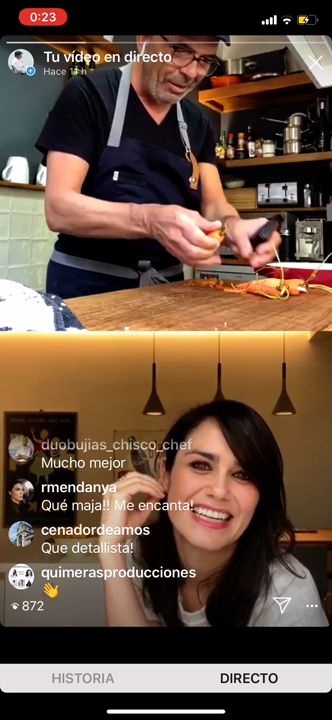 0:23
Tu vídeo en directo
duobujias_chisco_chef
Mucho mejor
rmendanya
Qué maja!! Me encanta!
cenadordeamos
Que detallista!
quimerasproducciones
👋
872
HISTORIA
DIRECTO